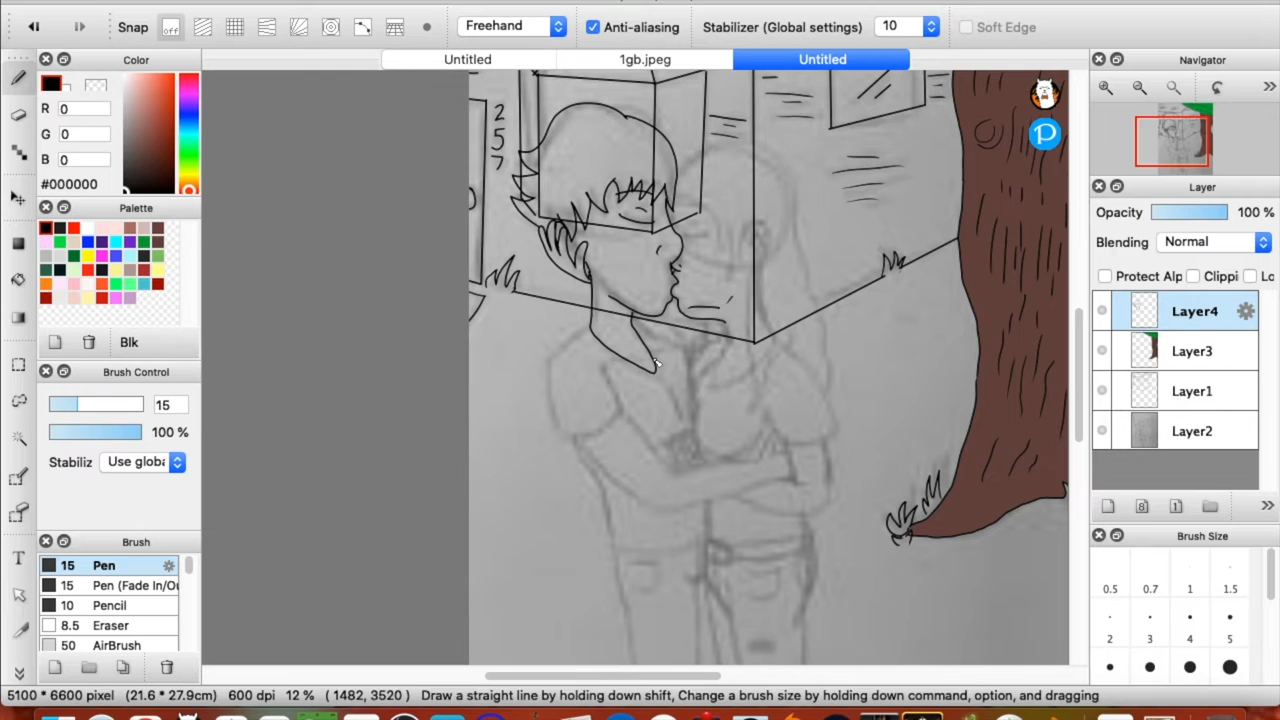 Snap off Freehand Anti-aliasing Stabilizer (Global settings) 10 Soft Edge
Untitled 1gb.jpeg Untitled
Color
R 0
G 0
B 0
#000000
Palette
Blk
Brush Control
15
100 %
Stabiliz Use globa
Brush
15 Pen
15 Pen (Fade In/Ou
10 Pencil
8.5 Eraser
50 AirBrush
T
2
5
7
P
Navigator
Layer
Opacity 100 %
Blending Normal
Protect Alp Clippi Lo
Layer4
Layer3
Layer1
Layer2
8 1
Brush Size
0.5 0.7 1 1.5
2 3 4 5
5100 * 6600 pixel (21.6 * 27.9cm) 600 dpi 12 % ( 1482, 3520 ) Draw a straight line by holding down shift, Change a brush size by holding down command, option, and dragging